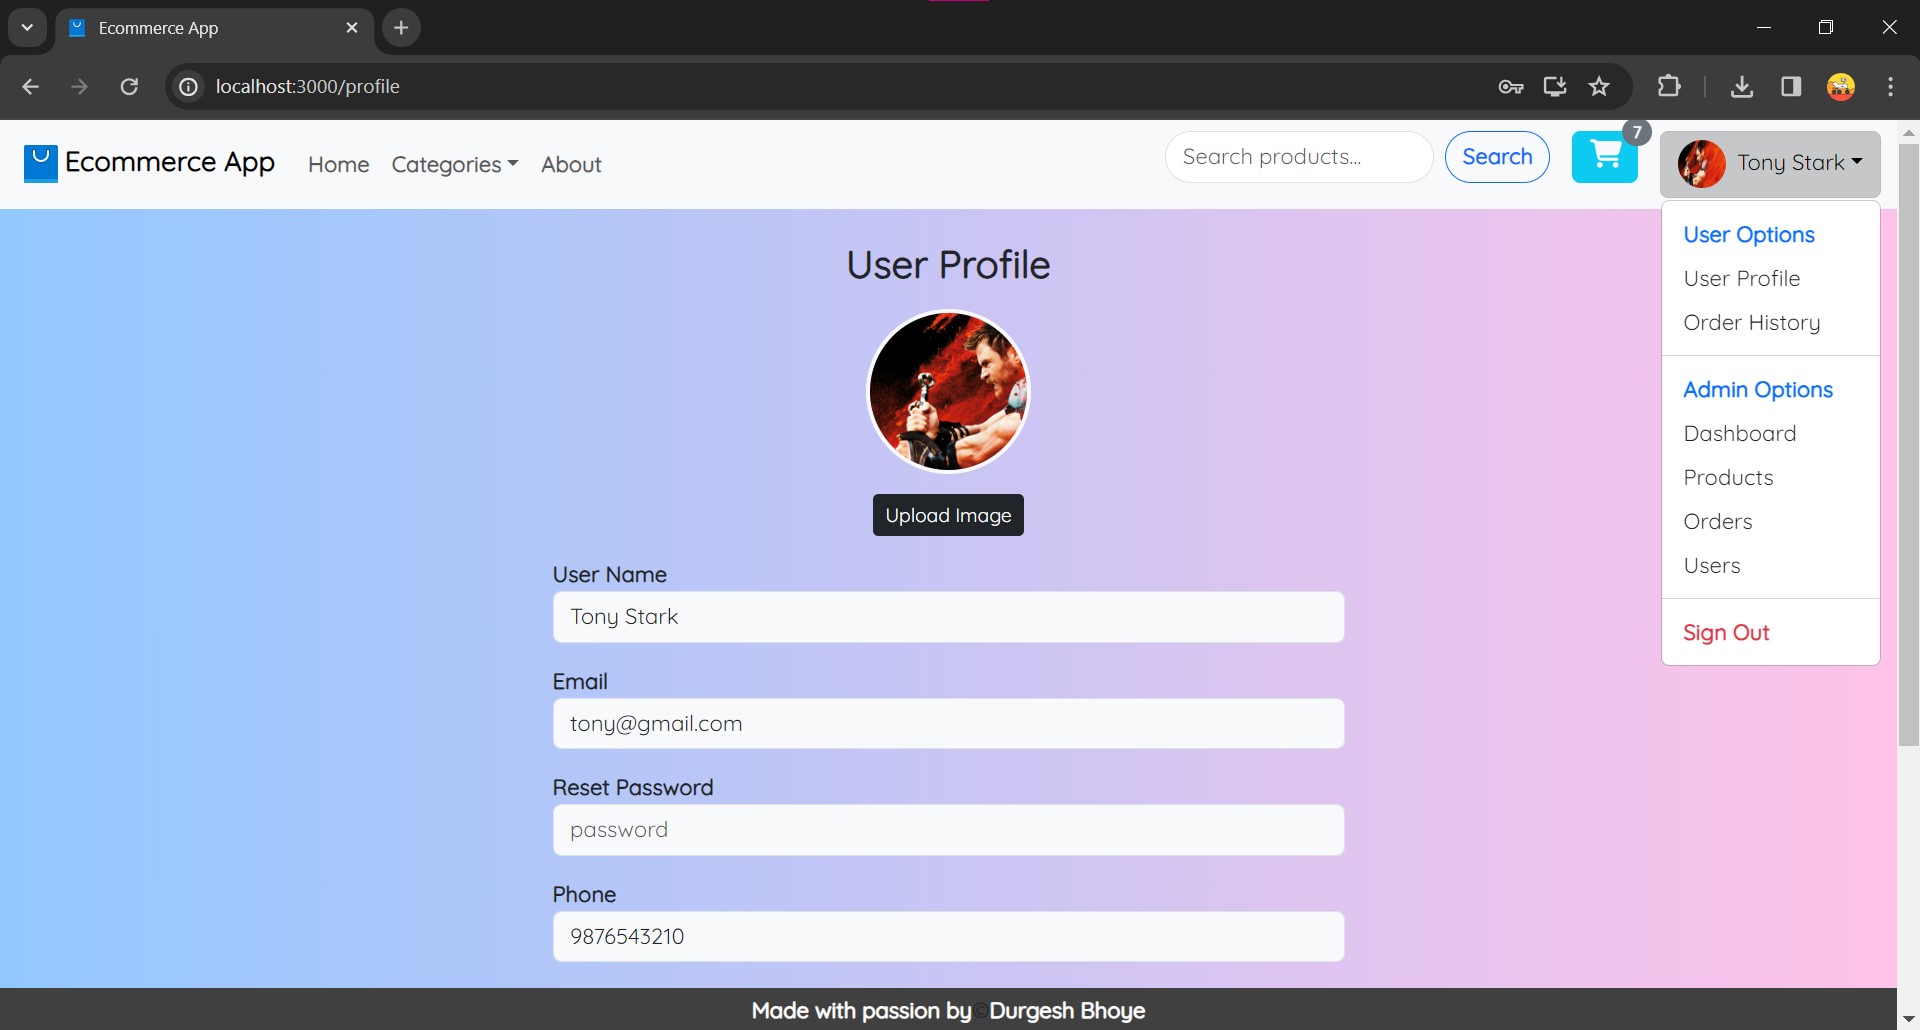 Ecommerce App
localhost:3000/profile
Ecommerce App Home Categories About Search products... Search 7 Tony Stark
User Options
User Profile
Order History
Admin Options
Dashboard
Products
Orders
Users
Sign Out
User Profile
Upload Image
User Name
Tony Stark
Email
tony@gmail.com
Reset Password
password
Phone
9876543210
Made with passion by © Durgesh Bhoye